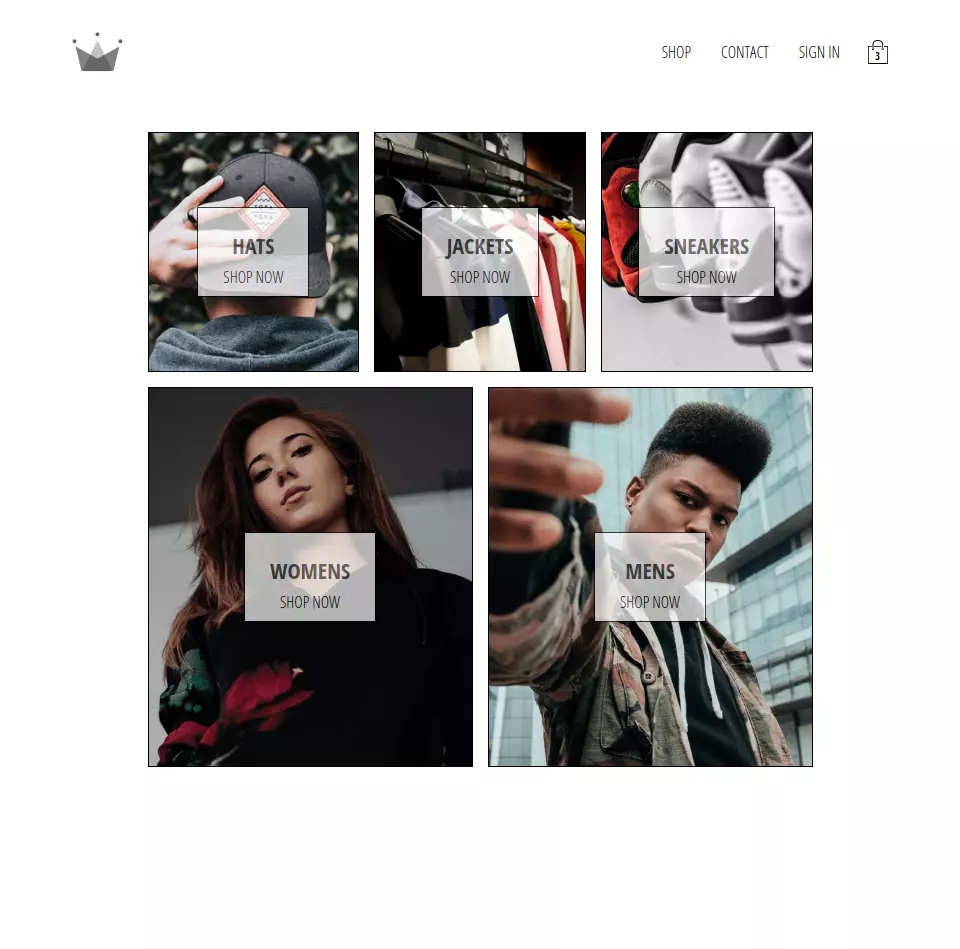 SHOP
CONTACT
SIGN IN
3
HATS
SHOP NOW
JACKETS
SHOP NOW
SNEAKERS
SHOP NOW
WOMENS
SHOP NOW
MENS
SHOP NOW